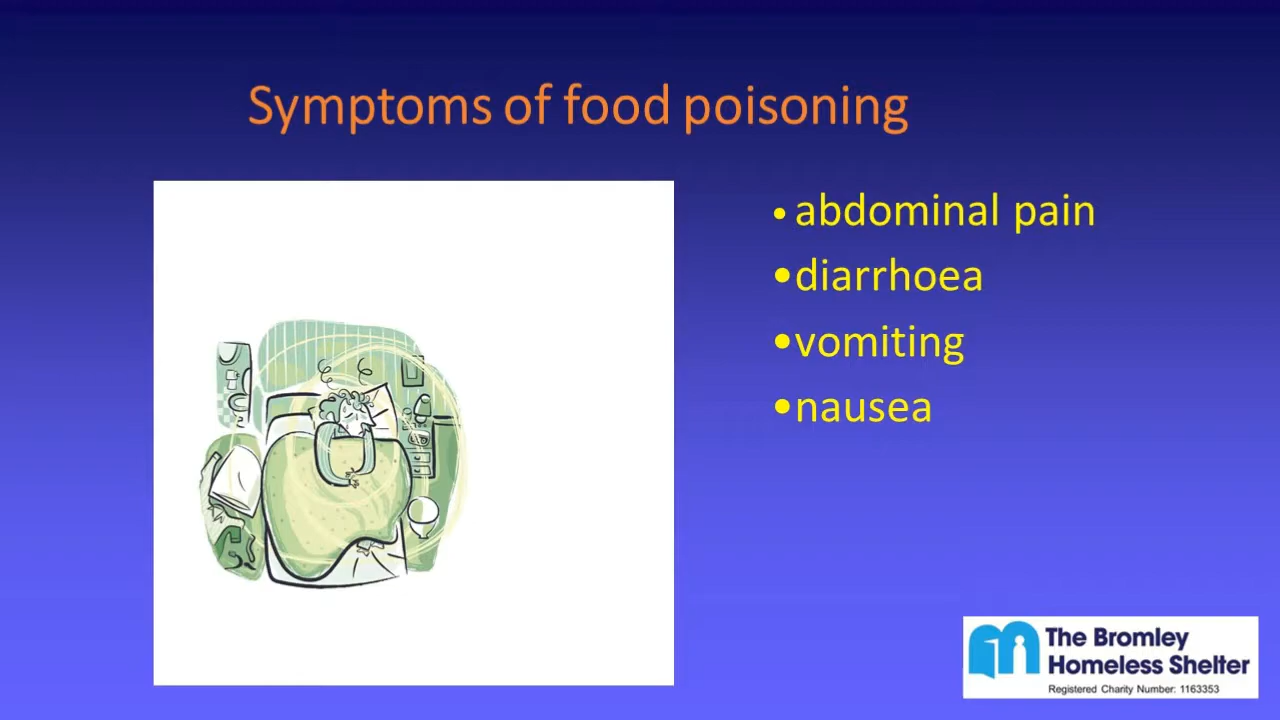 Symptoms of food poisoning
• abdominal pain
•diarrhoea
•vomiting
•nausea
The Bromley
Homeless Shelter
Registered Charity Number: 1163353